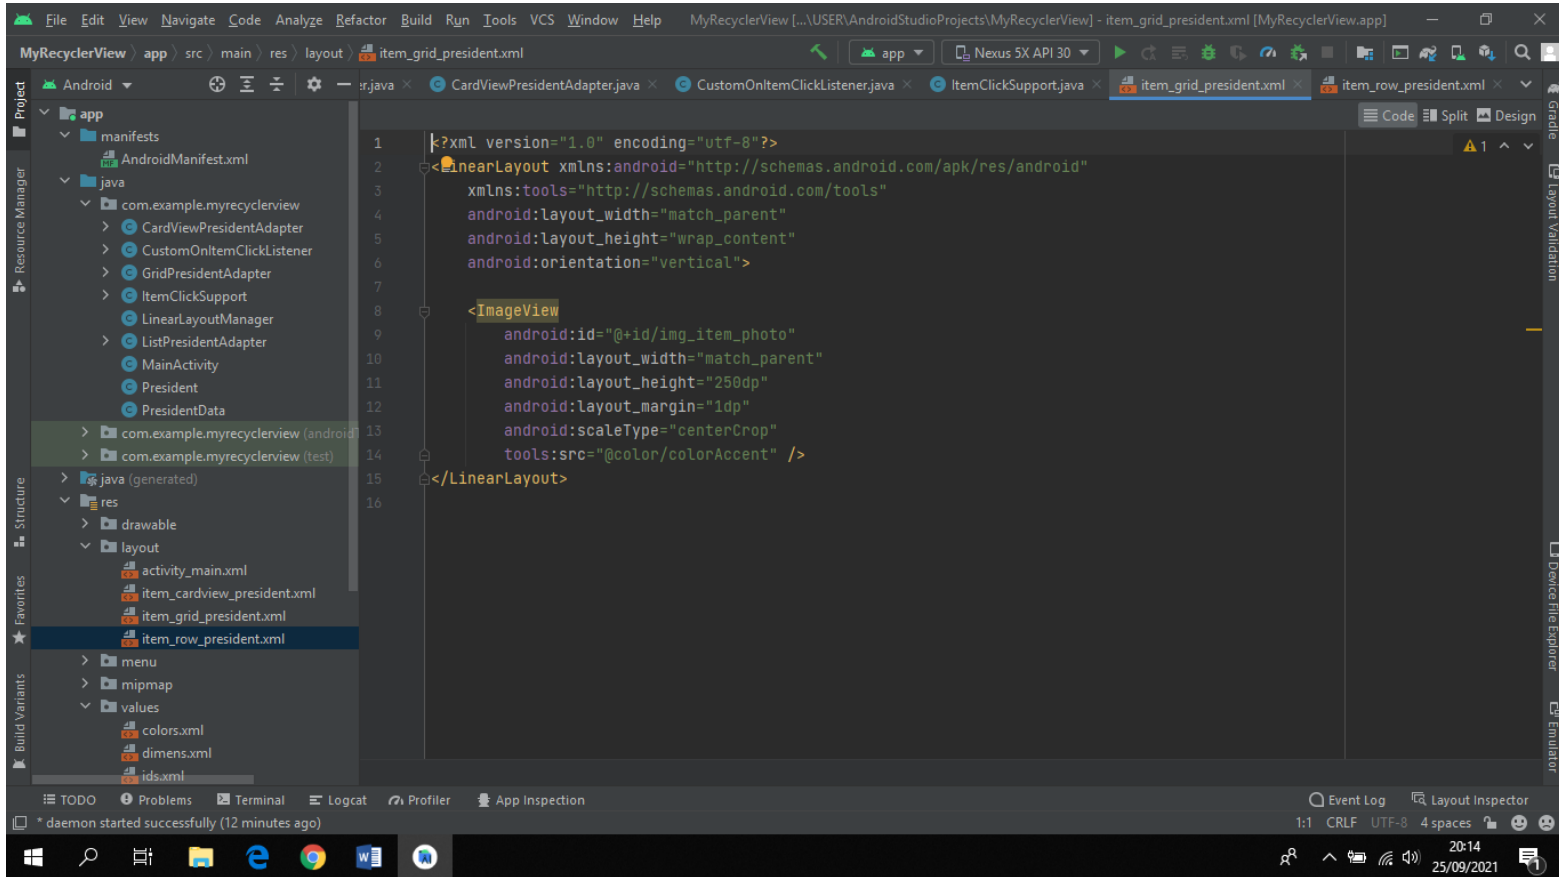 File Edit View Navigate Code Analyze Refactor Build Run Tools VCS Window Help MyRecyclerView [...\USER\AndroidStudioProjects\MyRecyclerView] - item_grid_president.xml [MyRecyclerView.app]
MyRecyclerView app src main res layout item_grid_president.xml app Nexus 5X API 30
Android er.java CardViewPresidentAdapter.java CustomOnItemClickListener.java ItemClickSupport.java item_grid_president.xml item_row_president.xml
Code Split Design
Project
Resource Manager
Structure
Favorites
Build Variants
app
manifests
AndroidManifest.xml
java
com.example.myrecyclerview
CardViewPresidentAdapter
CustomOnItemClickListener
GridPresidentAdapter
ItemClickSupport
LinearLayoutManager
ListPresidentAdapter
MainActivity
President
PresidentData
com.example.myrecyclerview (androidT
com.example.myrecyclerview (test)
java (generated)
res
drawable
layout
activity_main.xml
item_cardview_president.xml
item_grid_president.xml
item_row_president.xml
menu
mipmap
values
colors.xml
dimens.xml
ids.xml
1 <?xml version="1.0" encoding="utf-8"?>
2 <LinearLayout xmlns:android="http://schemas.android.com/apk/res/android"
3 xmlns:tools="http://schemas.android.com/tools"
4 android:layout_width="match_parent"
5 android:layout_height="wrap_content"
6 android:orientation="vertical">
7
8 <ImageView
9 android:id="@+id/img_item_photo"
10 android:layout_width="match_parent"
11 android:layout_height="250dp"
12 android:layout_margin="1dp"
13 android:scaleType="centerCrop"
14 tools:src="@color/colorAccent" />
15 </LinearLayout>
16
1
Gradle
Layout Validation
Device File Explorer
Emulator
TODO Problems Terminal Logcat Profiler App Inspection Event Log Layout Inspector
* daemon started successfully (12 minutes ago) 1:1 CRLF UTF-8 4 spaces
20:14
25/09/2021
1